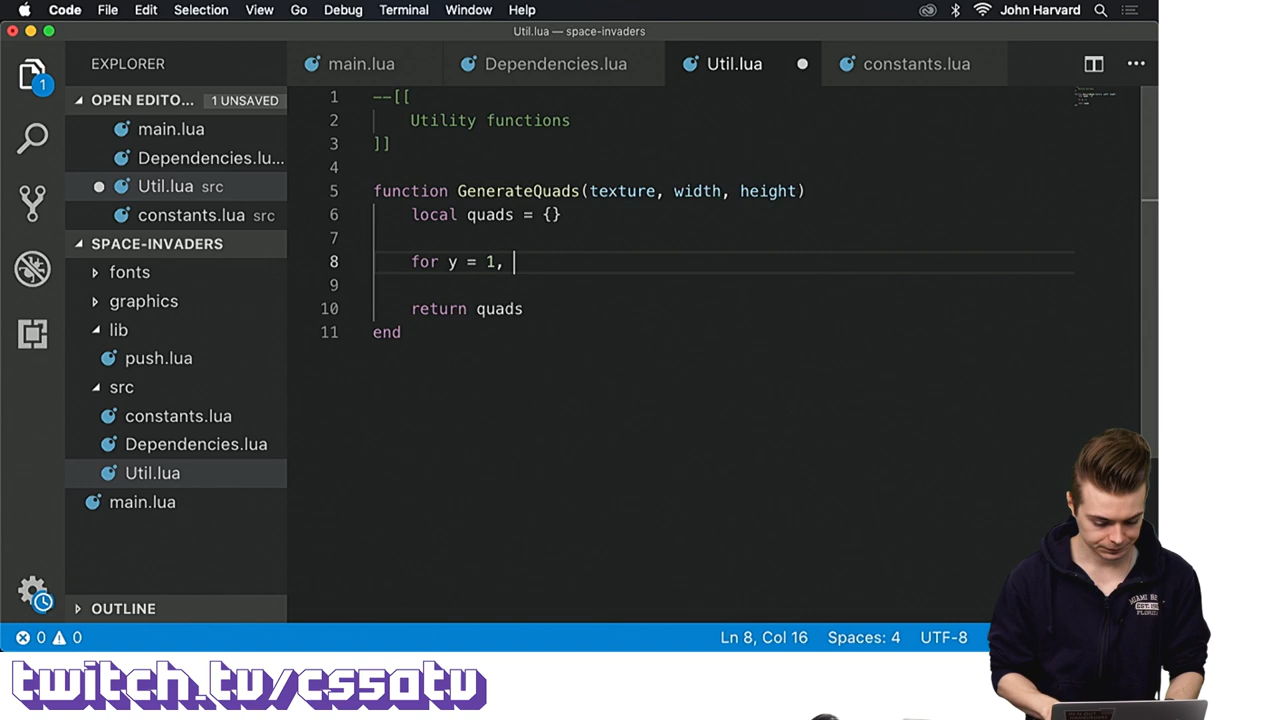 Code File Edit Selection View Go Debug Terminal Window Help John Harvard
Util.lua — space-invaders
EXPLORER
main.lua Dependencies.lua Util.lua constants.lua
1
OPEN EDITO... 1 UNSAVED
main.lua
Dependencies.lu...
Util.lua src
constants.lua src
SPACE-INVADERS
fonts
graphics
lib
push.lua
src
constants.lua
Dependencies.lua
Util.lua
main.lua
OUTLINE
1 --[[
2 Utility functions
3 ]]
4
5 function GenerateQuads(texture, width, height)
6 local quads = {}
7
8 for y = 1,
9
10 return quads
11 end
0 0 Ln 8, Col 16 Spaces: 4 UTF-8
MIAMI
FLORIDA
twitch.tv/cs50tv